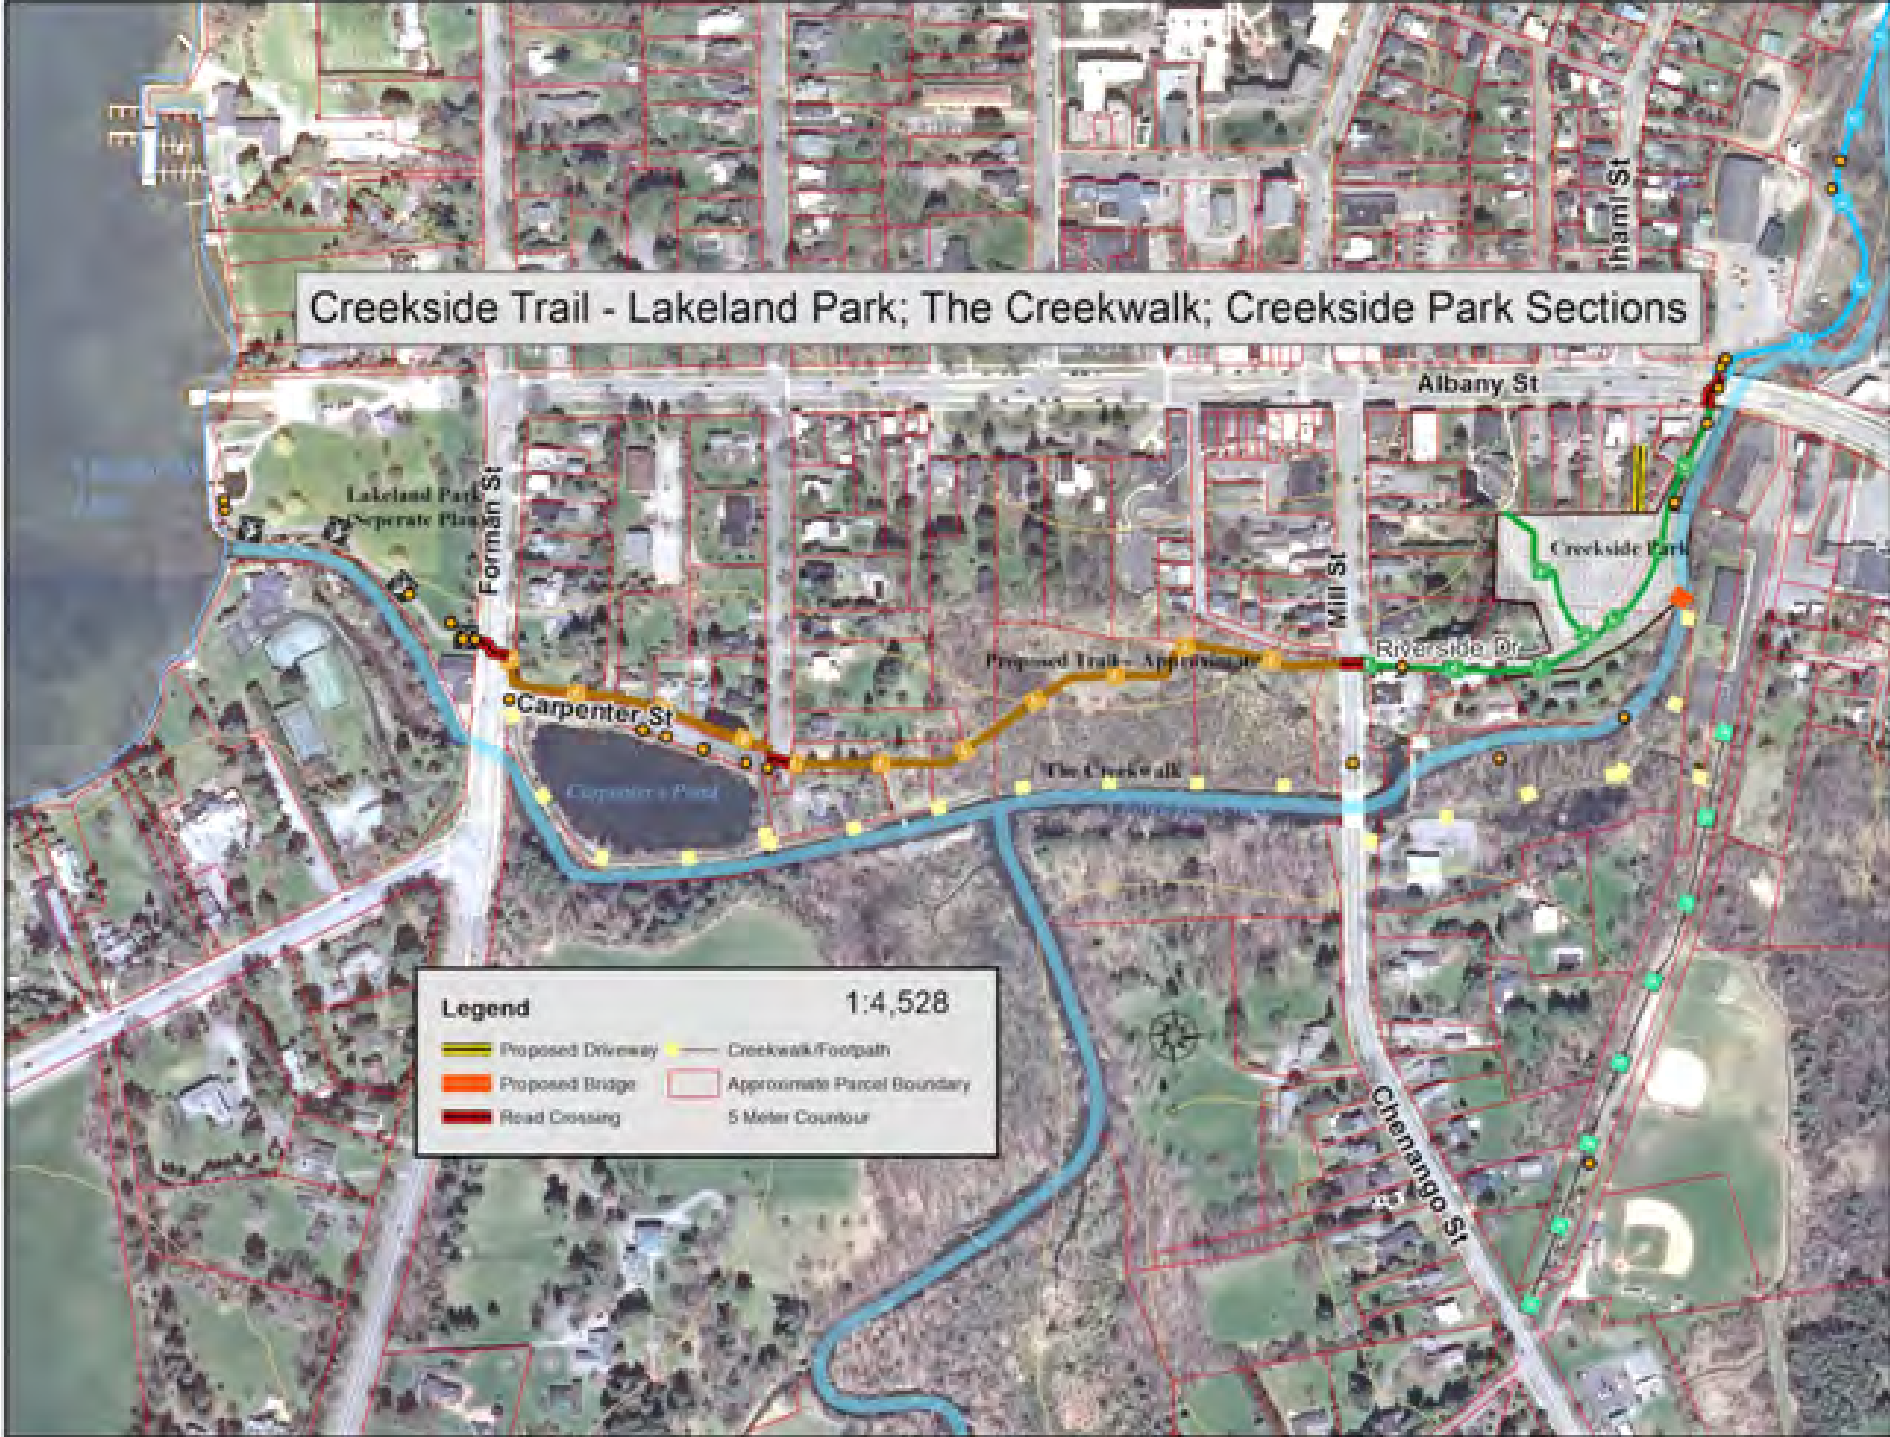 nhaml St
Creekside Trail - Lakeland Park; The Creekwalk; Creekside Park Sections
Albany St
Lakeland Park
(Seperate Plan)
Forman St
Creekside Park
Mill St
Riverside Dr
Proposed Trail - Approximate
Carpenter St
The Creekwalk
Carpenter's Pond
Legend
1:4,528
Proposed Driveway
Creekwalk/Footpath
Proposed Bridge
Approximate Parcel Boundary
Road Crossing
5 Meter Countour
Chenango St